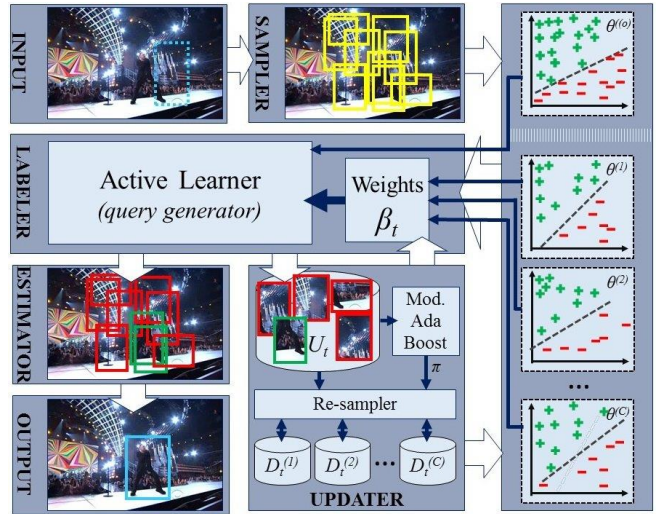 INPUT
SAMPLER
θ((o)
LABELER
Active Learner
(query generator)
Weights
βt
θ(1)
θ(2)
...
θ(C)
ESTIMATOR
Ut
Mod.
Ada
Boost
π
Re-sampler
Dt(1)
Dt(2)
...
Dt(C)
UPDATER
OUTPUT